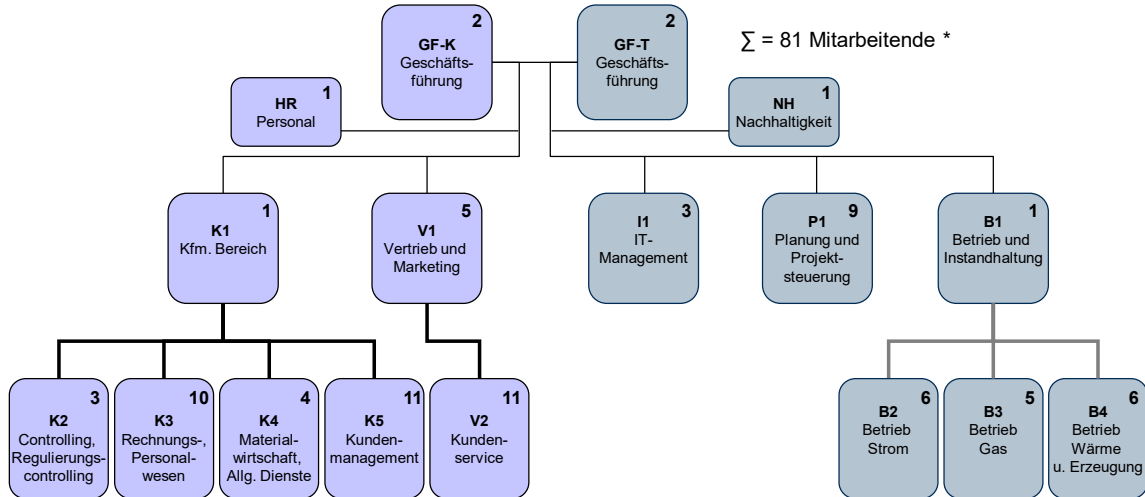 2
GF-K
Geschäfts-
führung
2
GF-T
Geschäfts-
führung
∑ = 81 Mitarbeitende *
1
HR
Personal
1
NH
Nachhaltigkeit
1
K1
Kfm. Bereich
5
V1
Vertrieb und
Marketing
3
I1
IT-
Management
9
P1
Planung und
Projekt-
steuerung
1
B1
Betrieb und
Instandhaltung
3
K2
Controlling,
Regulierungs-
controlling
10
K3
Rechnungs-,
Personal-
wesen
4
K4
Material-
wirtschaft,
Allg. Dienste
11
K5
Kunden-
management
11
V2
Kunden-
service
6
B2
Betrieb
Strom
5
B3
Betrieb
Gas
6
B4
Betrieb
Wärme
u. Erzeugung